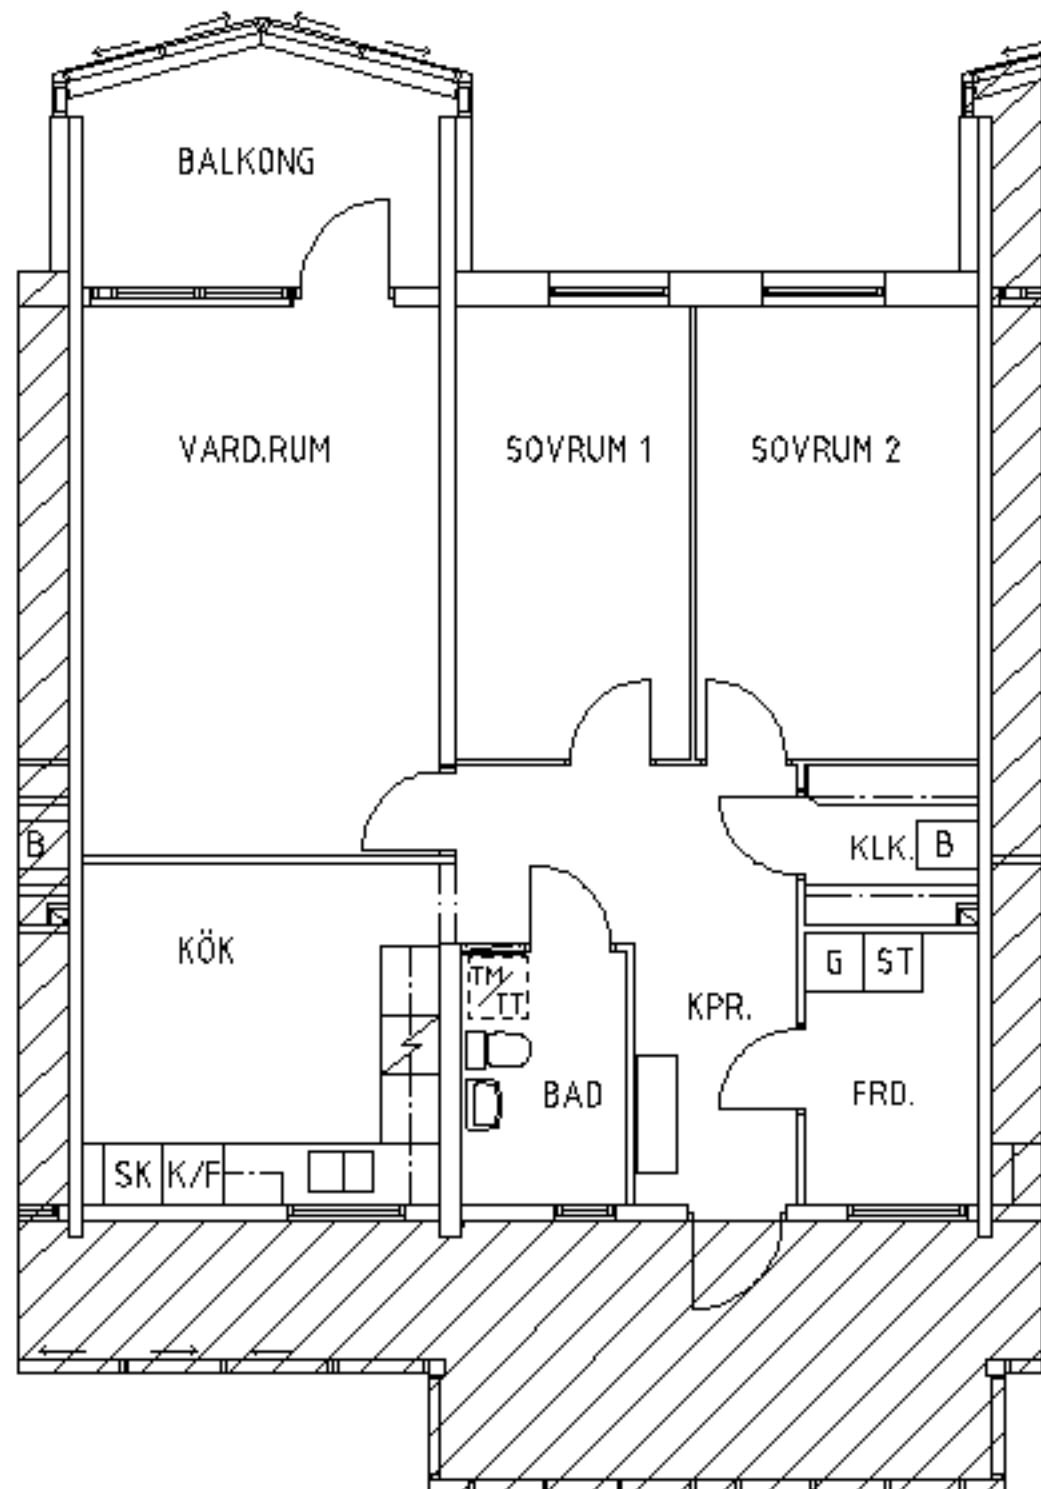 BALKONG
VARD.RUM
SOVRUM 1
SOVRUM 2
B
KLK.
B
KÖK
TM
TT
G
ST
KPR.
BAD
FRD.
SK
K/F